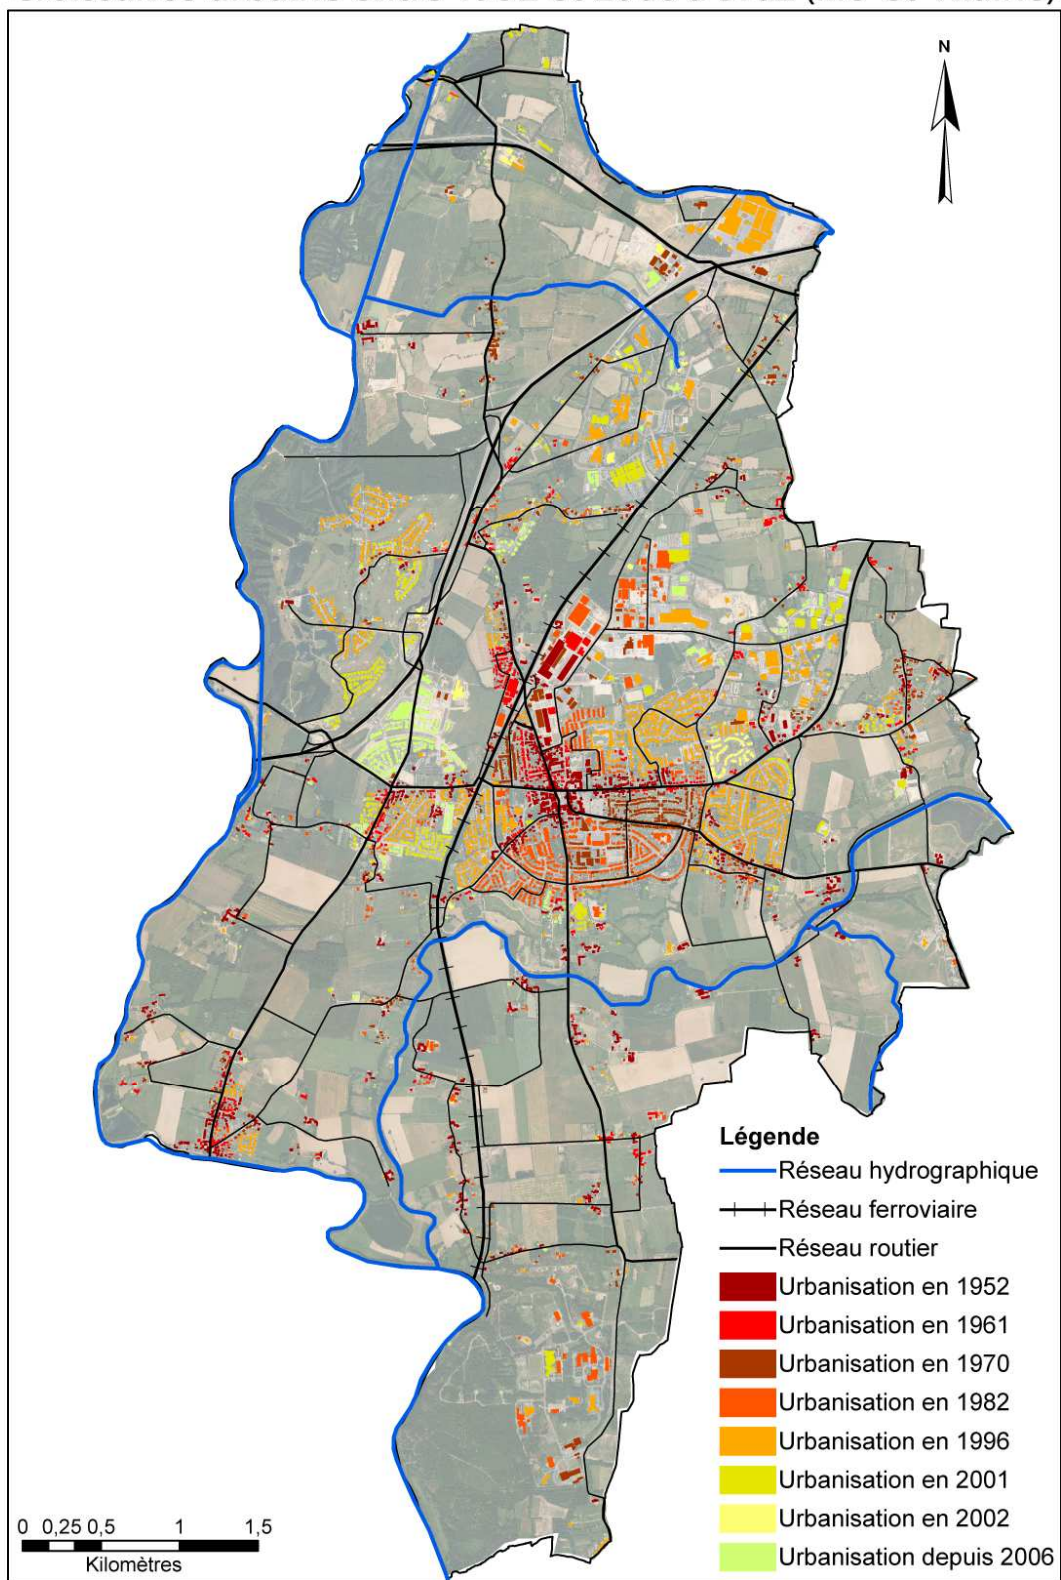 N
Légende
Réseau hydrographique
Réseau ferroviaire
Réseau routier
Urbanisation en 1952
Urbanisation en 1961
Urbanisation en 1970
Urbanisation en 1982
Urbanisation en 1996
Urbanisation en 2001
Urbanisation en 2002
Urbanisation depuis 2006
0 0,25 0,5 1 1,5
Kilomètres